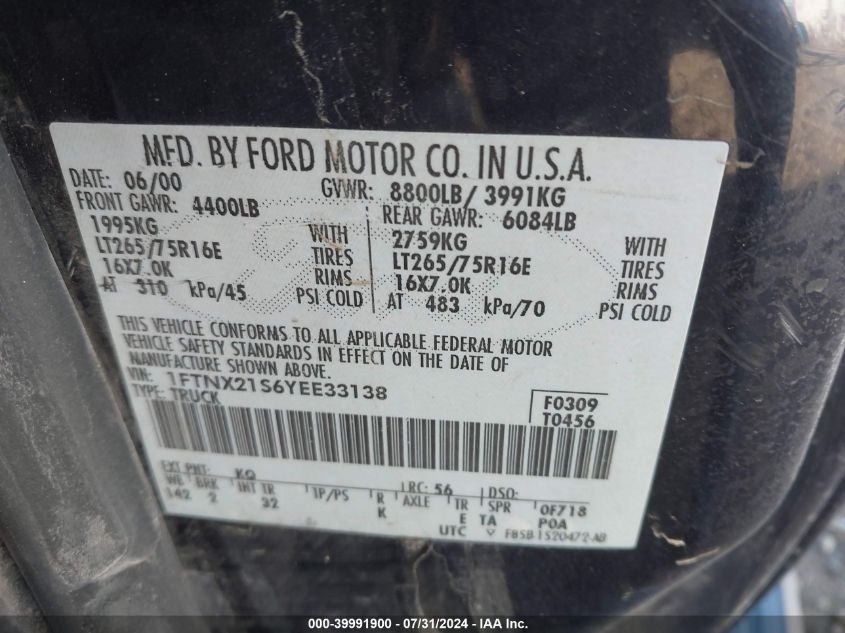 MFD. BY FORD MOTOR CO. IN U.S.A.
DATE: 06/00 GVWR: 8800LB/ 3991KG
FRONT GAWR: 4400LB REAR GAWR: 6084LB
1995KG WITH 2759KG WITH
LT265/75R16E TIRES LT265/75R16E TIRES
16X7.0K RIMS 16X7.0K RIMS
AT 310 kPa/45 PSI COLD AT 483 kPa/70 PSI COLD
THIS VEHICLE CONFORMS TO ALL APPLICABLE FEDERAL MOTOR
VEHICLE SAFETY STANDARDS IN EFFECT ON THE DATE OF
MANUFACTURE SHOWN ABOVE.
VIN: 1FTNX21S6YEE33138
TYPE: TRUCK
F0309
T0456
EXT PNT: KQ RC: 56 DSO:
WB BRK INT TR TP/PS R AXLE TR SPR 0F718
142 2 32 K E TA POA
UTC ▽ F8SB-1520472-AB
000-39991900 - 07/31/2024 - IAA Inc.